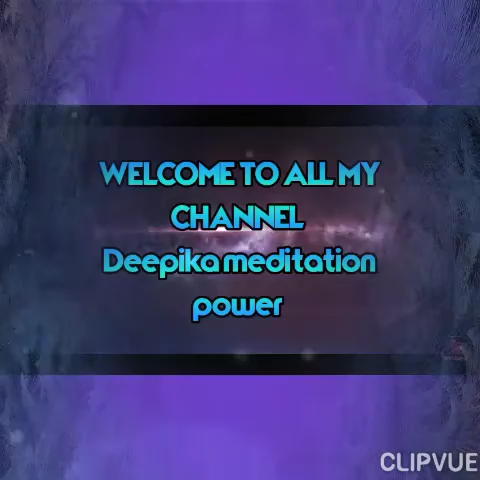 WELCOME TO ALL MY
CHANNEL
Deepika meditation
power
CLIPVUE